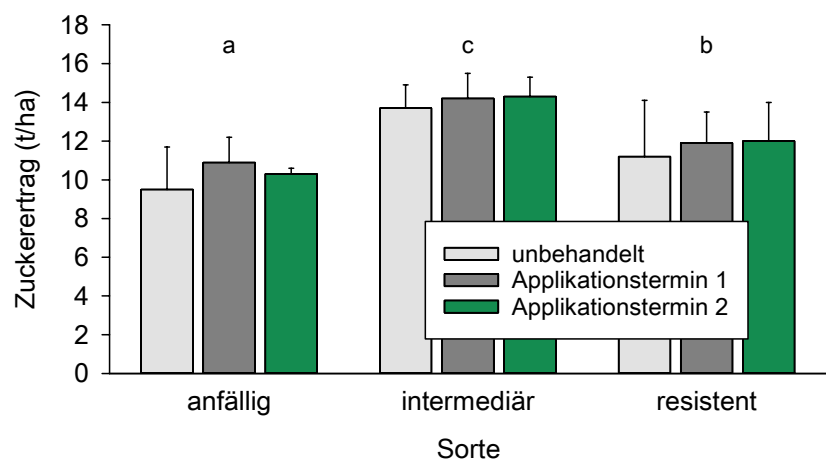 Zuckerertrag (t/ha)
18
16
14
12
10
8
6
4
2
0
a
c
b
unbehandelt
Applikationstermin 1
Applikationstermin 2
anfällig
intermediär
resistent
Sorte